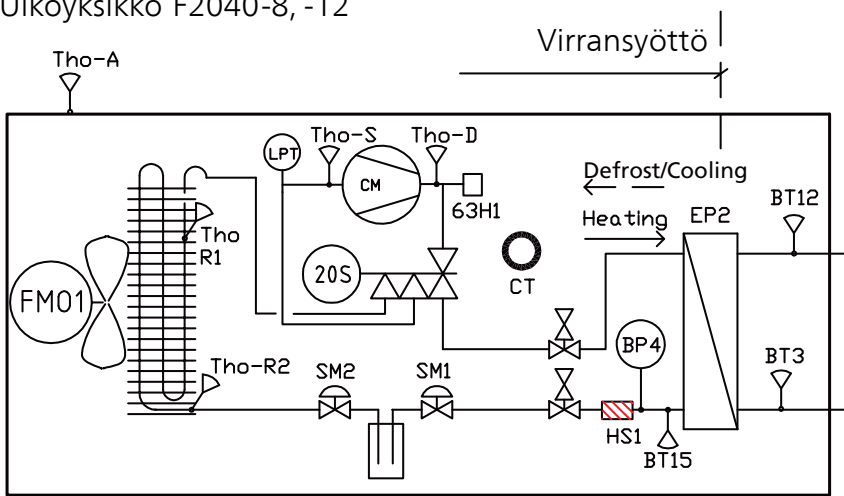 Ulkoyksikkö F2040-8, -12
Virransyöttö
Tho-A
LPT
Tho-S
Tho-D
CM
63H1
Defrost/Cooling
Heating
EP2
BT12
Tho
R1
20S
CT
FM01
BP4
Tho-R2
SM2
SM1
BT3
HS1
BT15